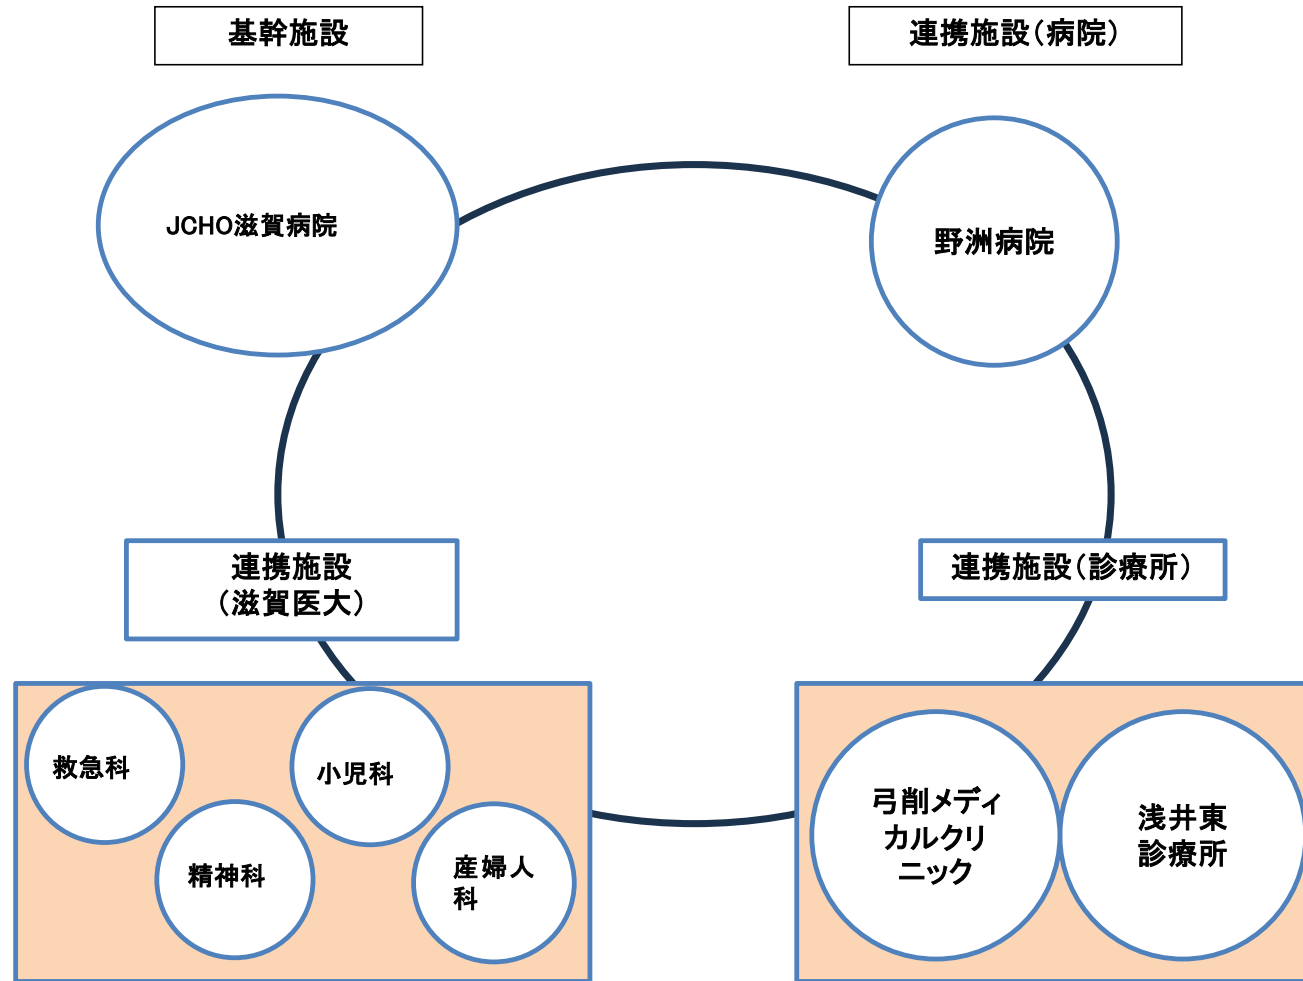 基幹施設
連携施設（病院）
JCHO滋賀病院
野洲病院
連携施設
（滋賀医大）
連携施設（診療所）
救急科
小児科
精神科
産婦人
科
弓削メディ
カルクリ
ニック
浅井東
診療所